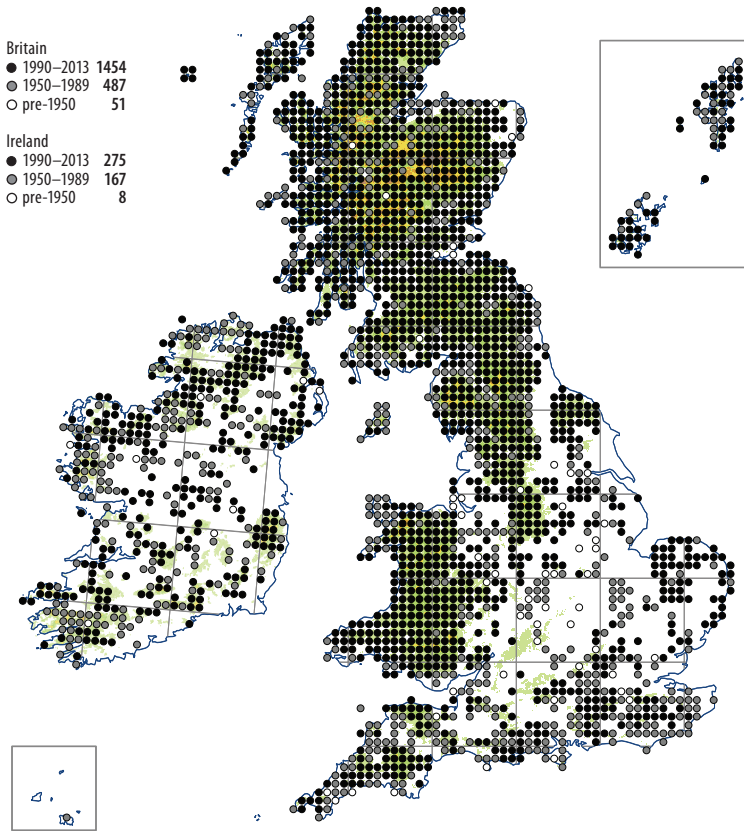 Britain
● 1990–2013 1454
● 1950–1989 487
○ pre-1950 51
Ireland
● 1990–2013 275
● 1950–1989 167
○ pre-1950 8